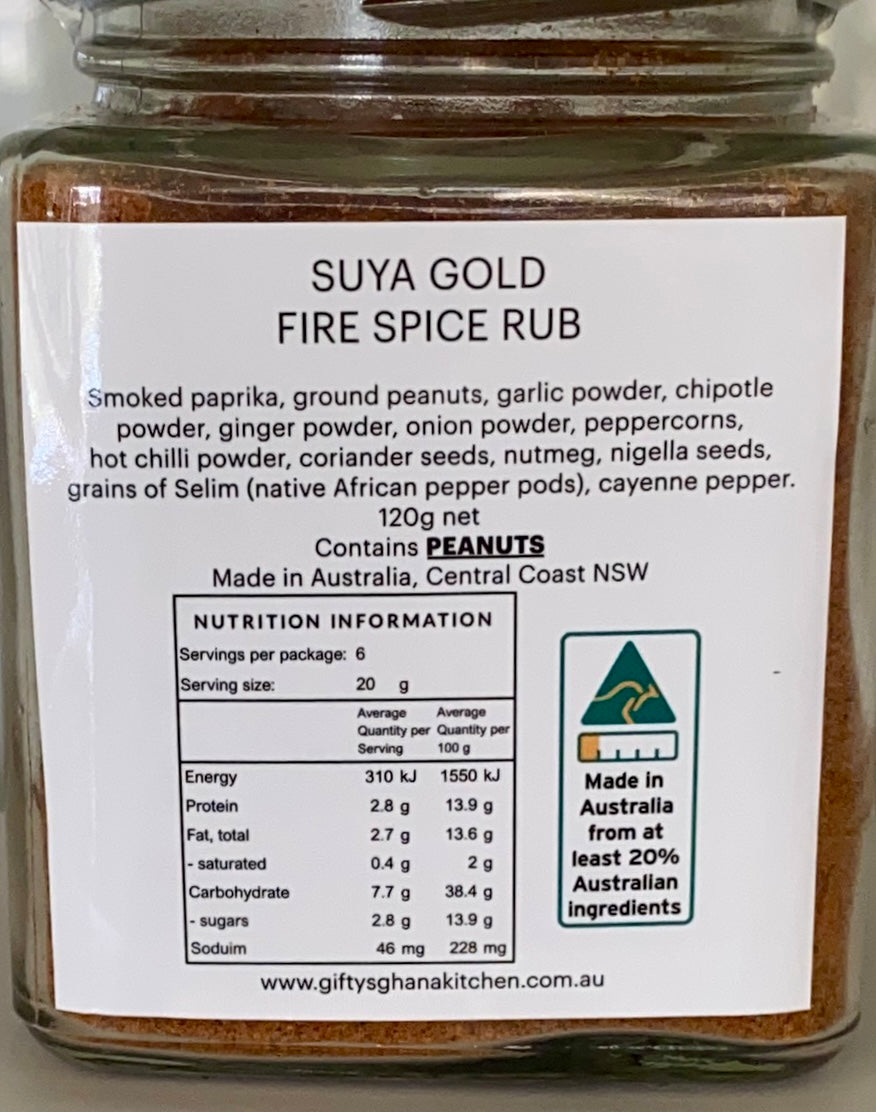 SUYA GOLD
FIRE SPICE RUB
Smoked paprika, ground peanuts, garlic powder, chipotle
powder, ginger powder, onion powder, peppercorns,
hot chilli powder, coriander seeds, nutmeg, nigella seeds,
grains of Selim (native African pepper pods), cayenne pepper.
120g net
Contains PEANUTS
Made in Australia, Central Coast NSW
NUTRITION INFORMATION
Servings per package: 6
Serving size: 20 g
Average Average
Quantity per Quantity per
Serving 100 g
Energy 310 kJ 1550 kJ
Protein 2.8 g 13.9 g
Fat, total 2.7 g 13.6 g
- saturated 0.4 g 2 g
Carbohydrate 7.7 g 38.4 g
- sugars 2.8 g 13.9 g
Soduim 46 mg 228 mg
Made in
Australia
from at
least 20%
Australian
ingredients
www.giftysghanakitchen.com.au